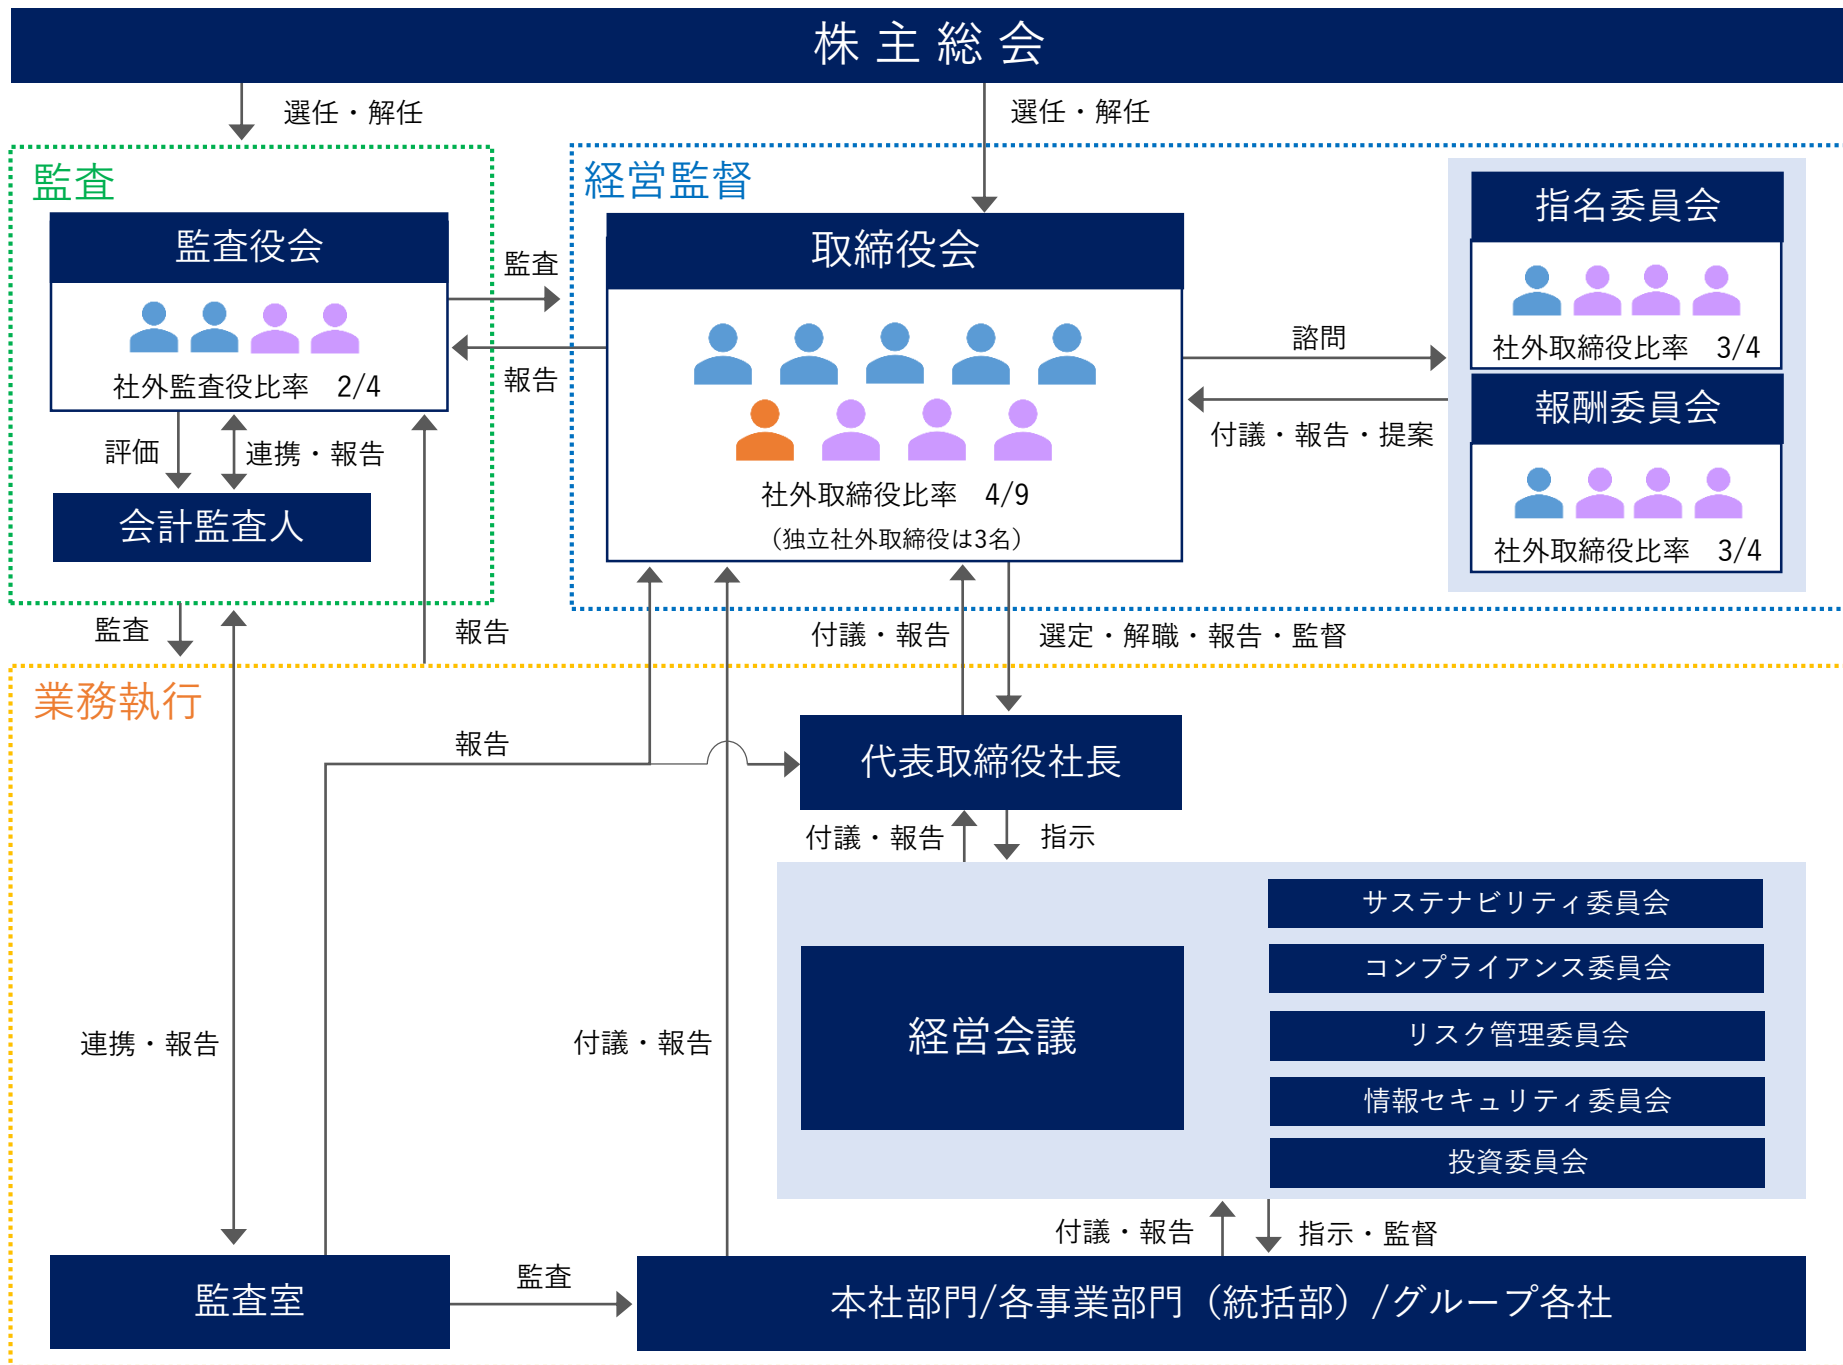 株主総会
選任・解任
選任・解任
監査
経営監督
監査役会
社外監査役比率　2/4
監査
報告
取締役会
社外取締役比率　4/9
（独立社外取締役は3名）
諮問
付議・報告・提案
指名委員会
社外取締役比率　3/4
報酬委員会
社外取締役比率　3/4
評価
連携・報告
会計監査人
監査
報告
付議・報告
選定・解職・報告・監督
業務執行
報告
代表取締役社長
付議・報告
指示
サステナビリティ委員会
コンプライアンス委員会
経営会議
リスク管理委員会
情報セキュリティ委員会
投資委員会
連携・報告
付議・報告
付議・報告
指示・監督
監査室
監査
本社部門/各事業部門（統括部）/グループ各社